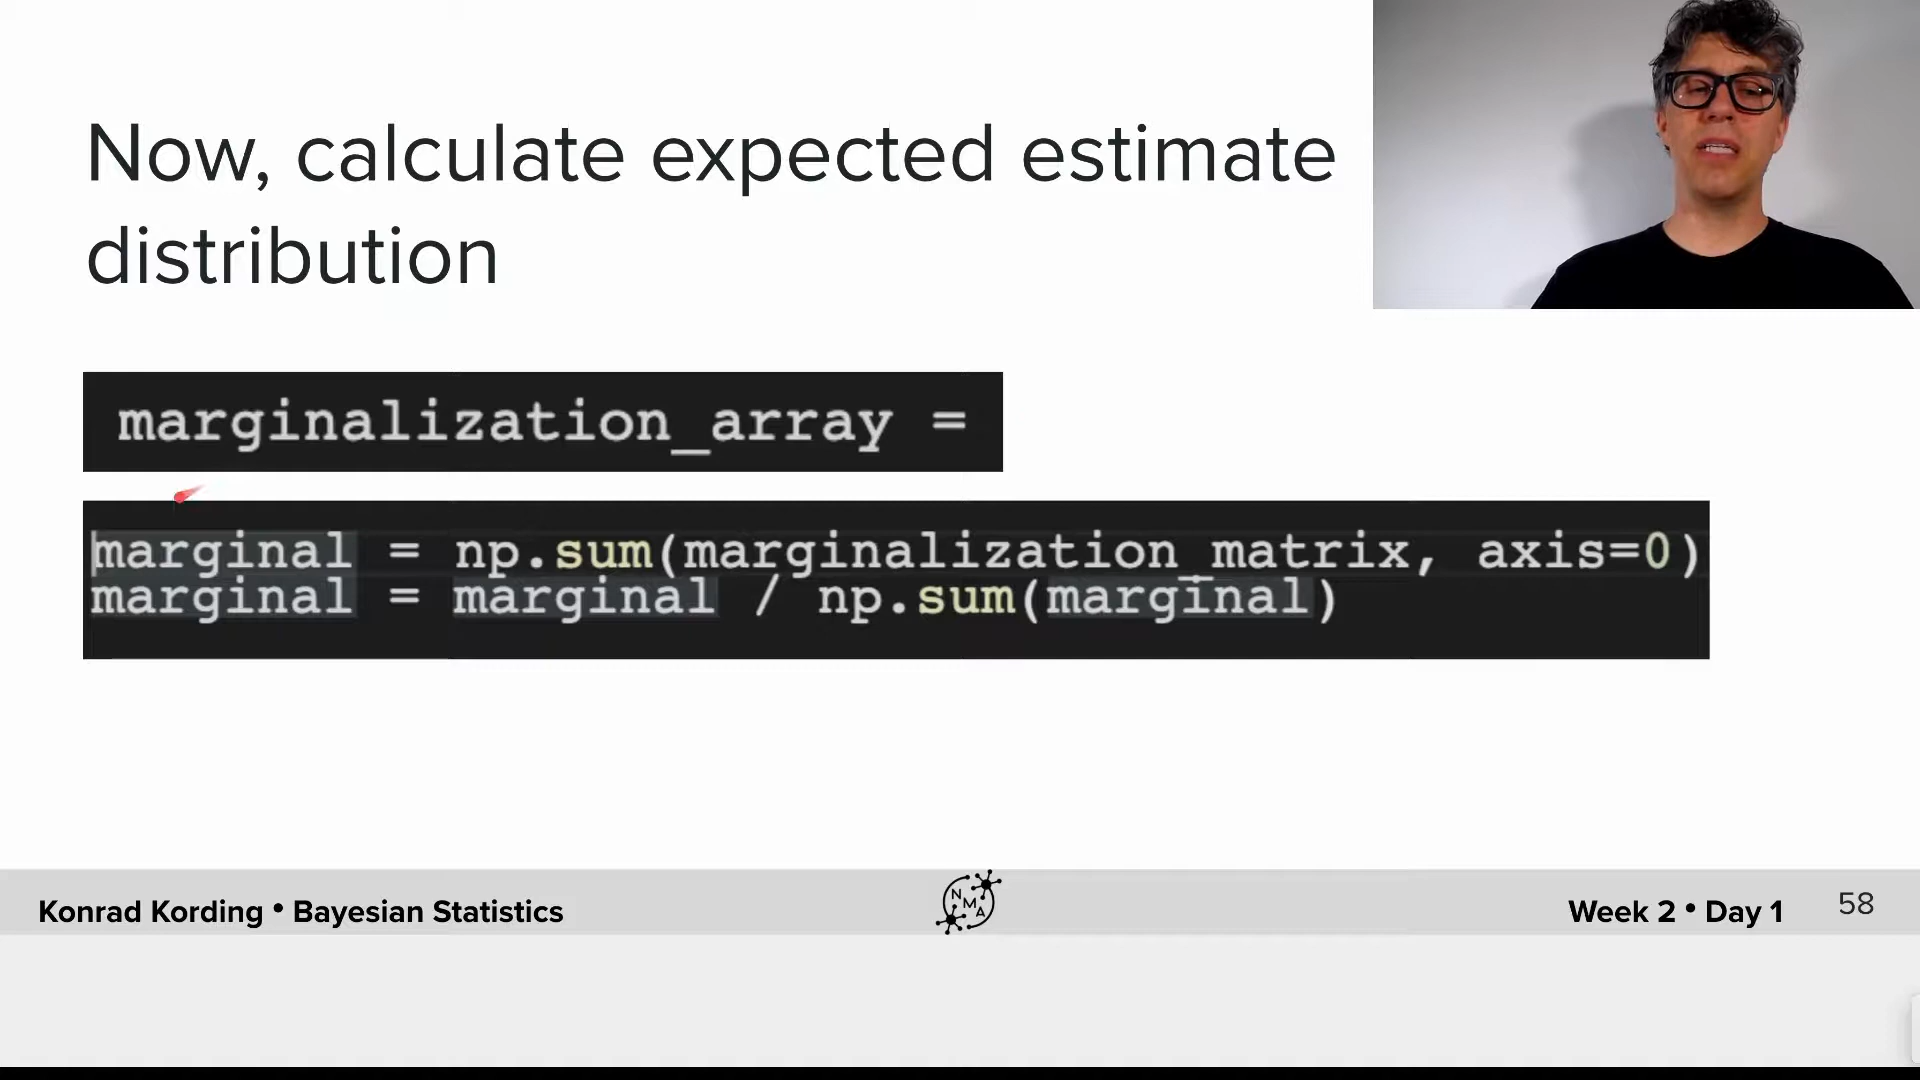 Now, calculate expected estimate
distribution
marginalization_array =
marginal = np.sum(marginalization_matrix, axis=0)
marginal = marginal / np.sum(marginal)
Konrad Kording • Bayesian Statistics
NMA
Week 2 • Day 1
58